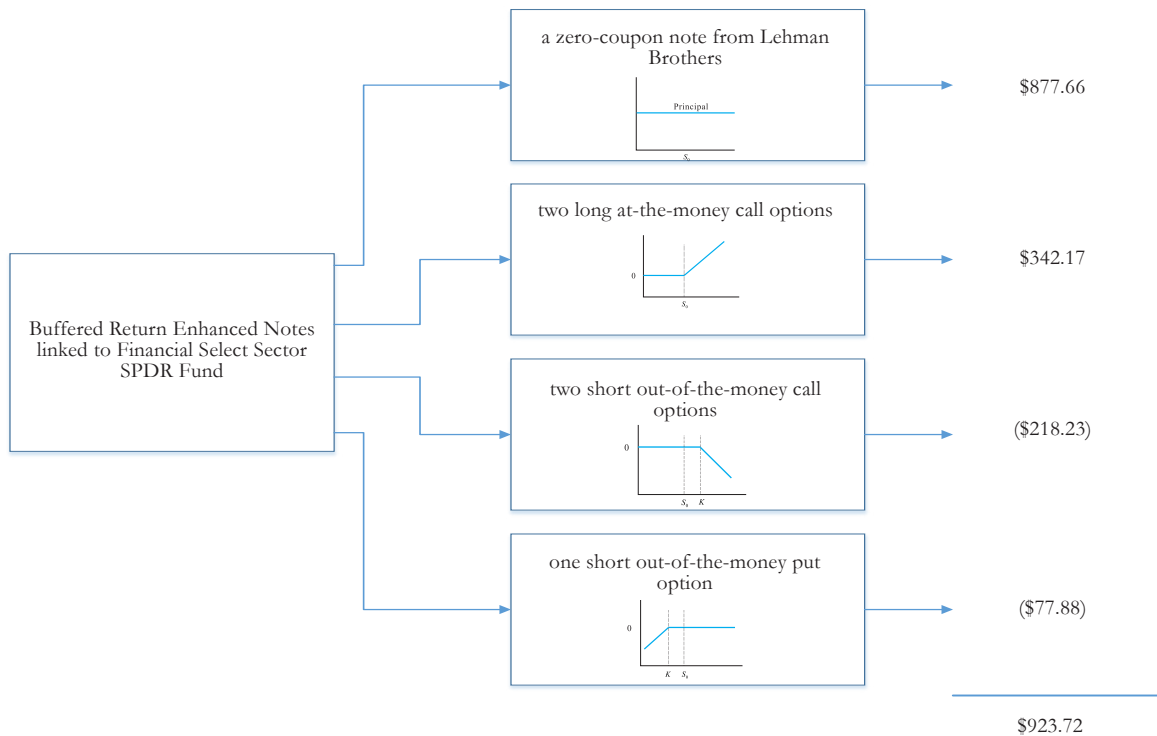 Buffered Return Enhanced Notes
linked to Financial Select Sector
SPDR Fund
a zero-coupon note from Lehman
Brothers
Principal
S₀
$877.66
two long at-the-money call options
0
S₀
$342.17
two short out-of-the-money call
options
0
S₀ K
($218.23)
one short out-of-the-money put
option
0
K S₀
($77.88)
$923.72